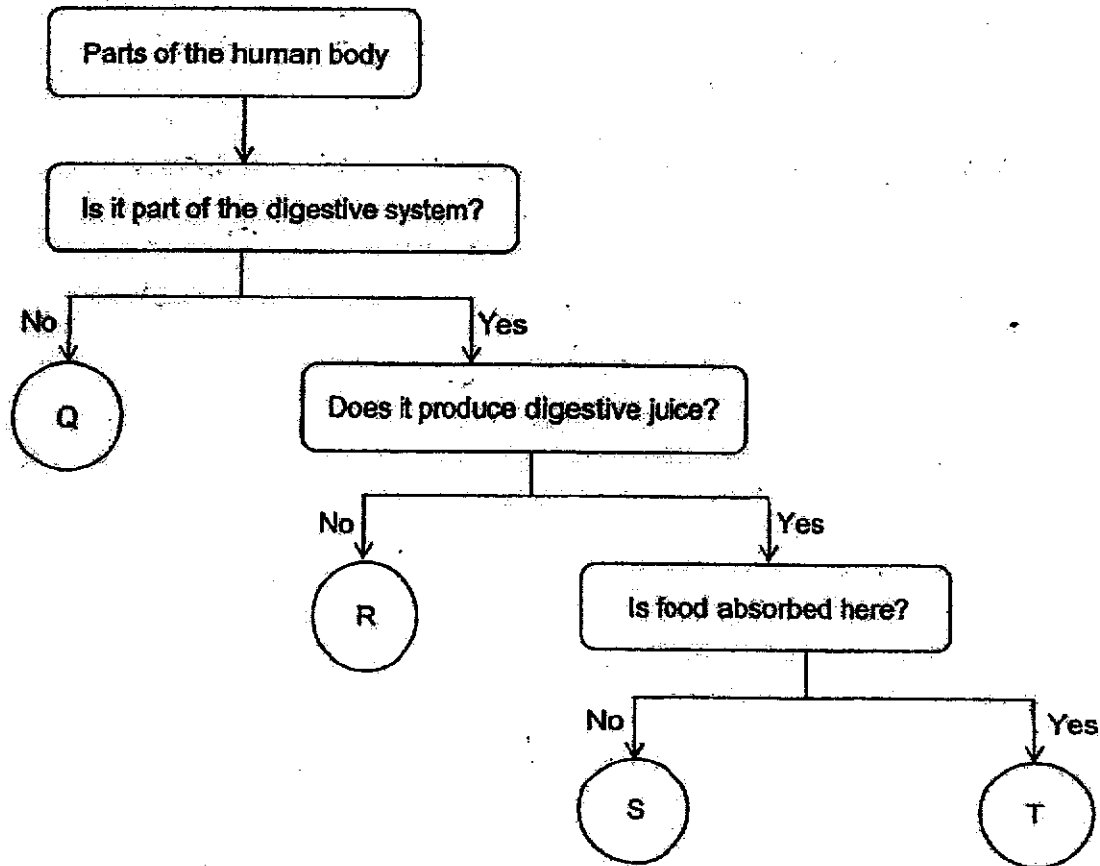 Parts of the human body
Is it part of the digestive system?
No
Yes
Q
Does it produce digestive juice?
No
Yes
R
Is food absorbed here?
No
Yes
S
T